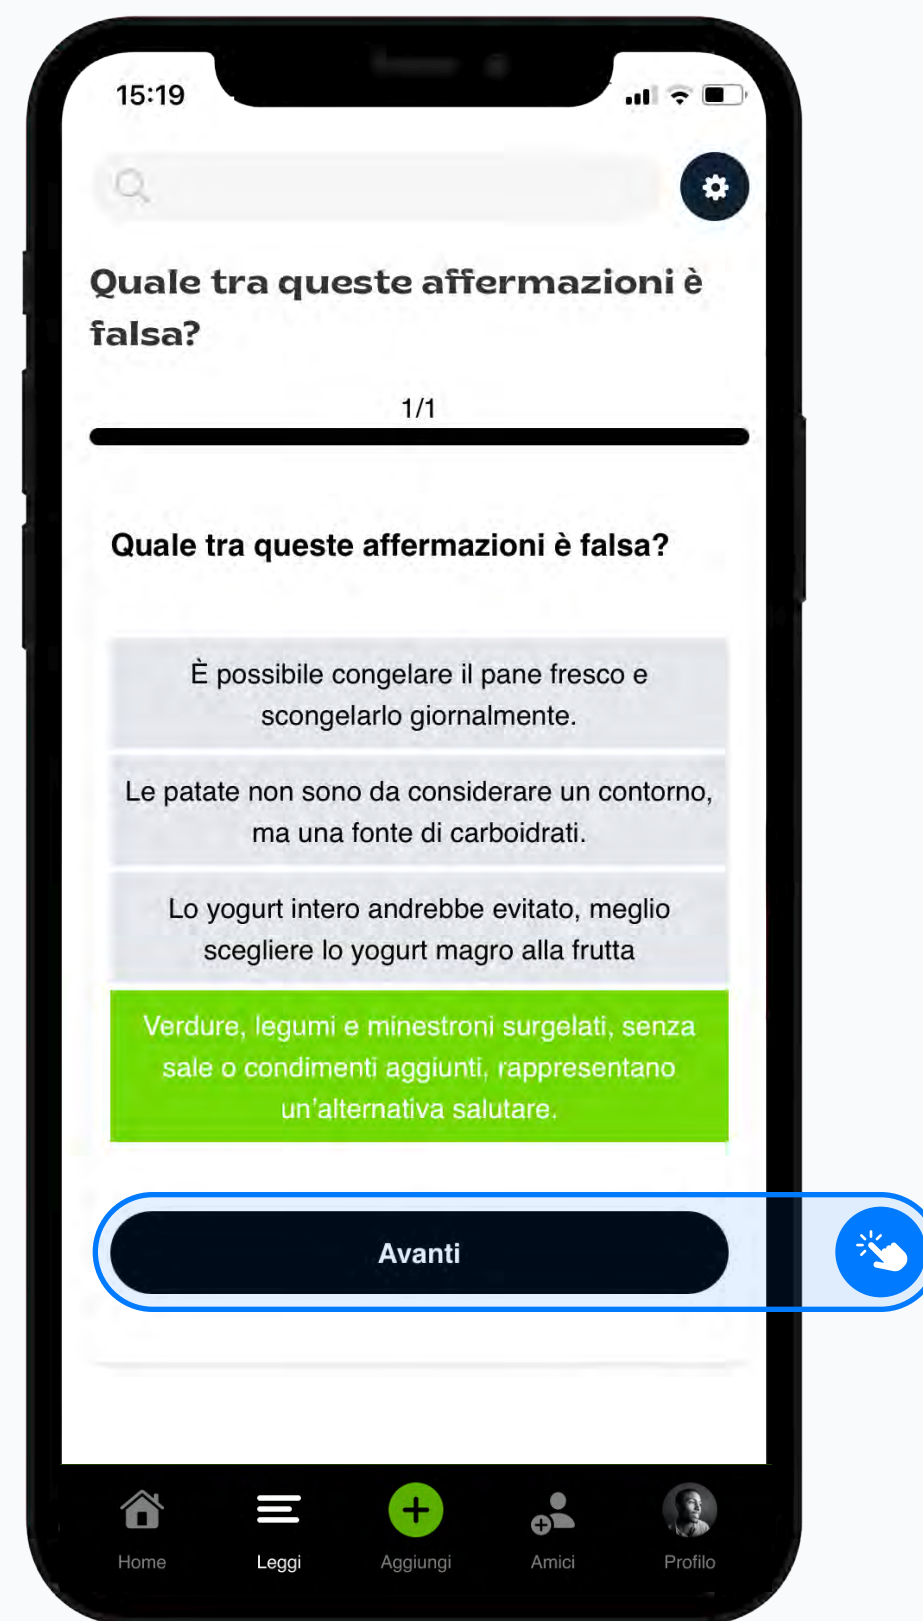 15:19
Quale tra queste affermazioni è
falsa?
1/1
Quale tra queste affermazioni è falsa?
È possibile congelare il pane fresco e
scongelarlo giornalmente.
Le patate non sono da considerare un contorno,
ma una fonte di carboidrati.
Lo yogurt intero andrebbe evitato, meglio
scegliere lo yogurt magro alla frutta
Verdure, legumi e minestroni surgelati, senza
sale o condimenti aggiunti, rappresentano
un'alternativa salutare.
Avanti
Home Leggi Aggiungi Amici Profilo